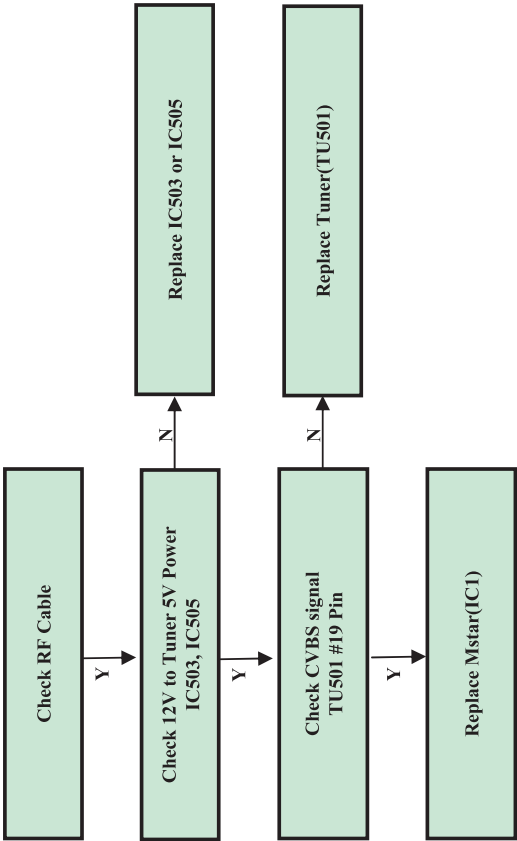 Check RF Cable
Y
Check 12V to Tuner 5V Power
IC503, IC505
N
Replace IC503 or IC505
Y
Check CVBS signal
TU501 #19 Pin
N
Replace Tuner(TU501)
Y
Replace Mstar(IC1)